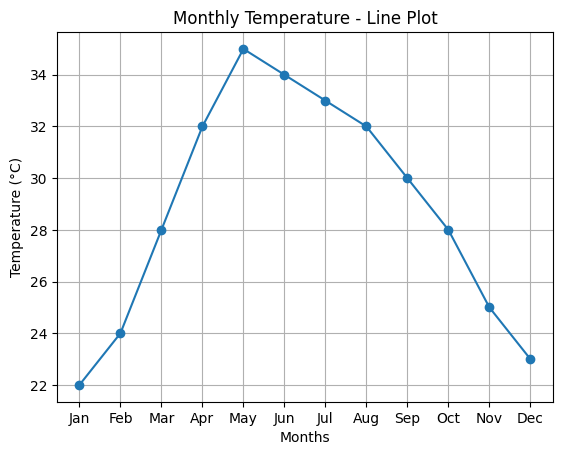 Monthly Temperature - Line Plot
Temperature (°C)
34
32
30
28
26
24
22
Jan Feb Mar Apr May Jun Jul Aug Sep Oct Nov Dec
Months